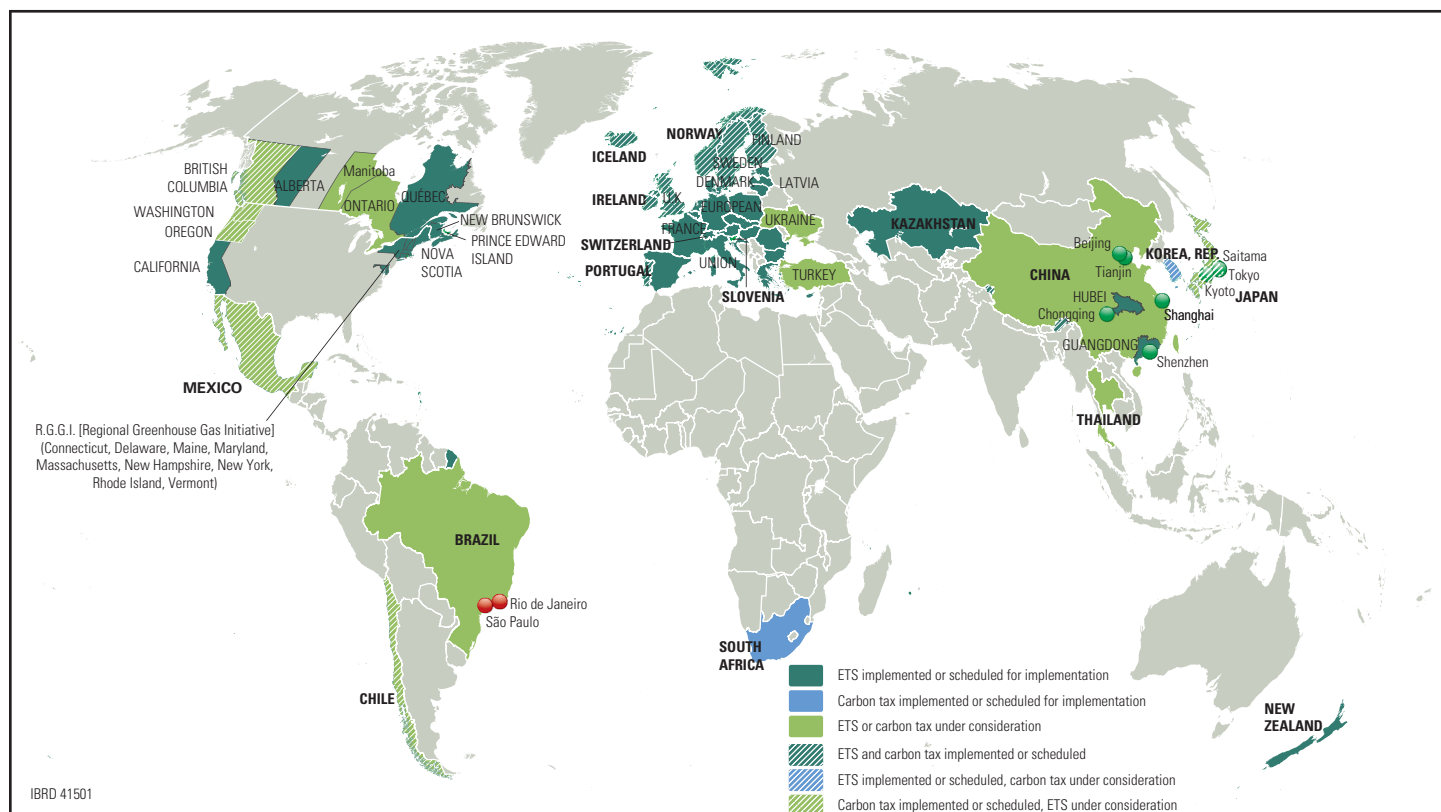 BRITISH
COLUMBIA
ALBERTA
Manitoba
ONTARIO
QUÉBEC
WASHINGTON
OREGON
CALIFORNIA
NEW BRUNSWICK
PRINCE EDWARD
ISLAND
NOVA
SCOTIA
MEXICO
R.G.G.I. [Regional Greenhouse Gas Initiative]
(Connecticut, Delaware, Maine, Maryland,
Massachusetts, New Hampshire, New York,
Rhode Island, Vermont)
BRAZIL
Rio de Janeiro
São Paulo
CHILE
ICELAND
NORWAY
FINLAND
SWEDEN
DENMARK
LATVIA
IRELAND
U.K.
EUROPEAN
UKRAINE
FRANCE
SWITZERLAND
PORTUGAL
UNION
SLOVENIA
TURKEY
KAZAKHSTAN
CHINA
Beijing
Tianjin
KOREA, REP.
Saitama
Tokyo
Kyoto
JAPAN
HUBEI
Chongqing
Shanghai
GUANGDONG
Shenzhen
THAILAND
SOUTH
AFRICA
NEW
ZEALAND
ETS implemented or scheduled for implementation
Carbon tax implemented or scheduled for implementation
ETS or carbon tax under consideration
ETS and carbon tax implemented or scheduled
ETS implemented or scheduled, carbon tax under consideration
Carbon tax implemented or scheduled, ETS under consideration
IBRD 41501